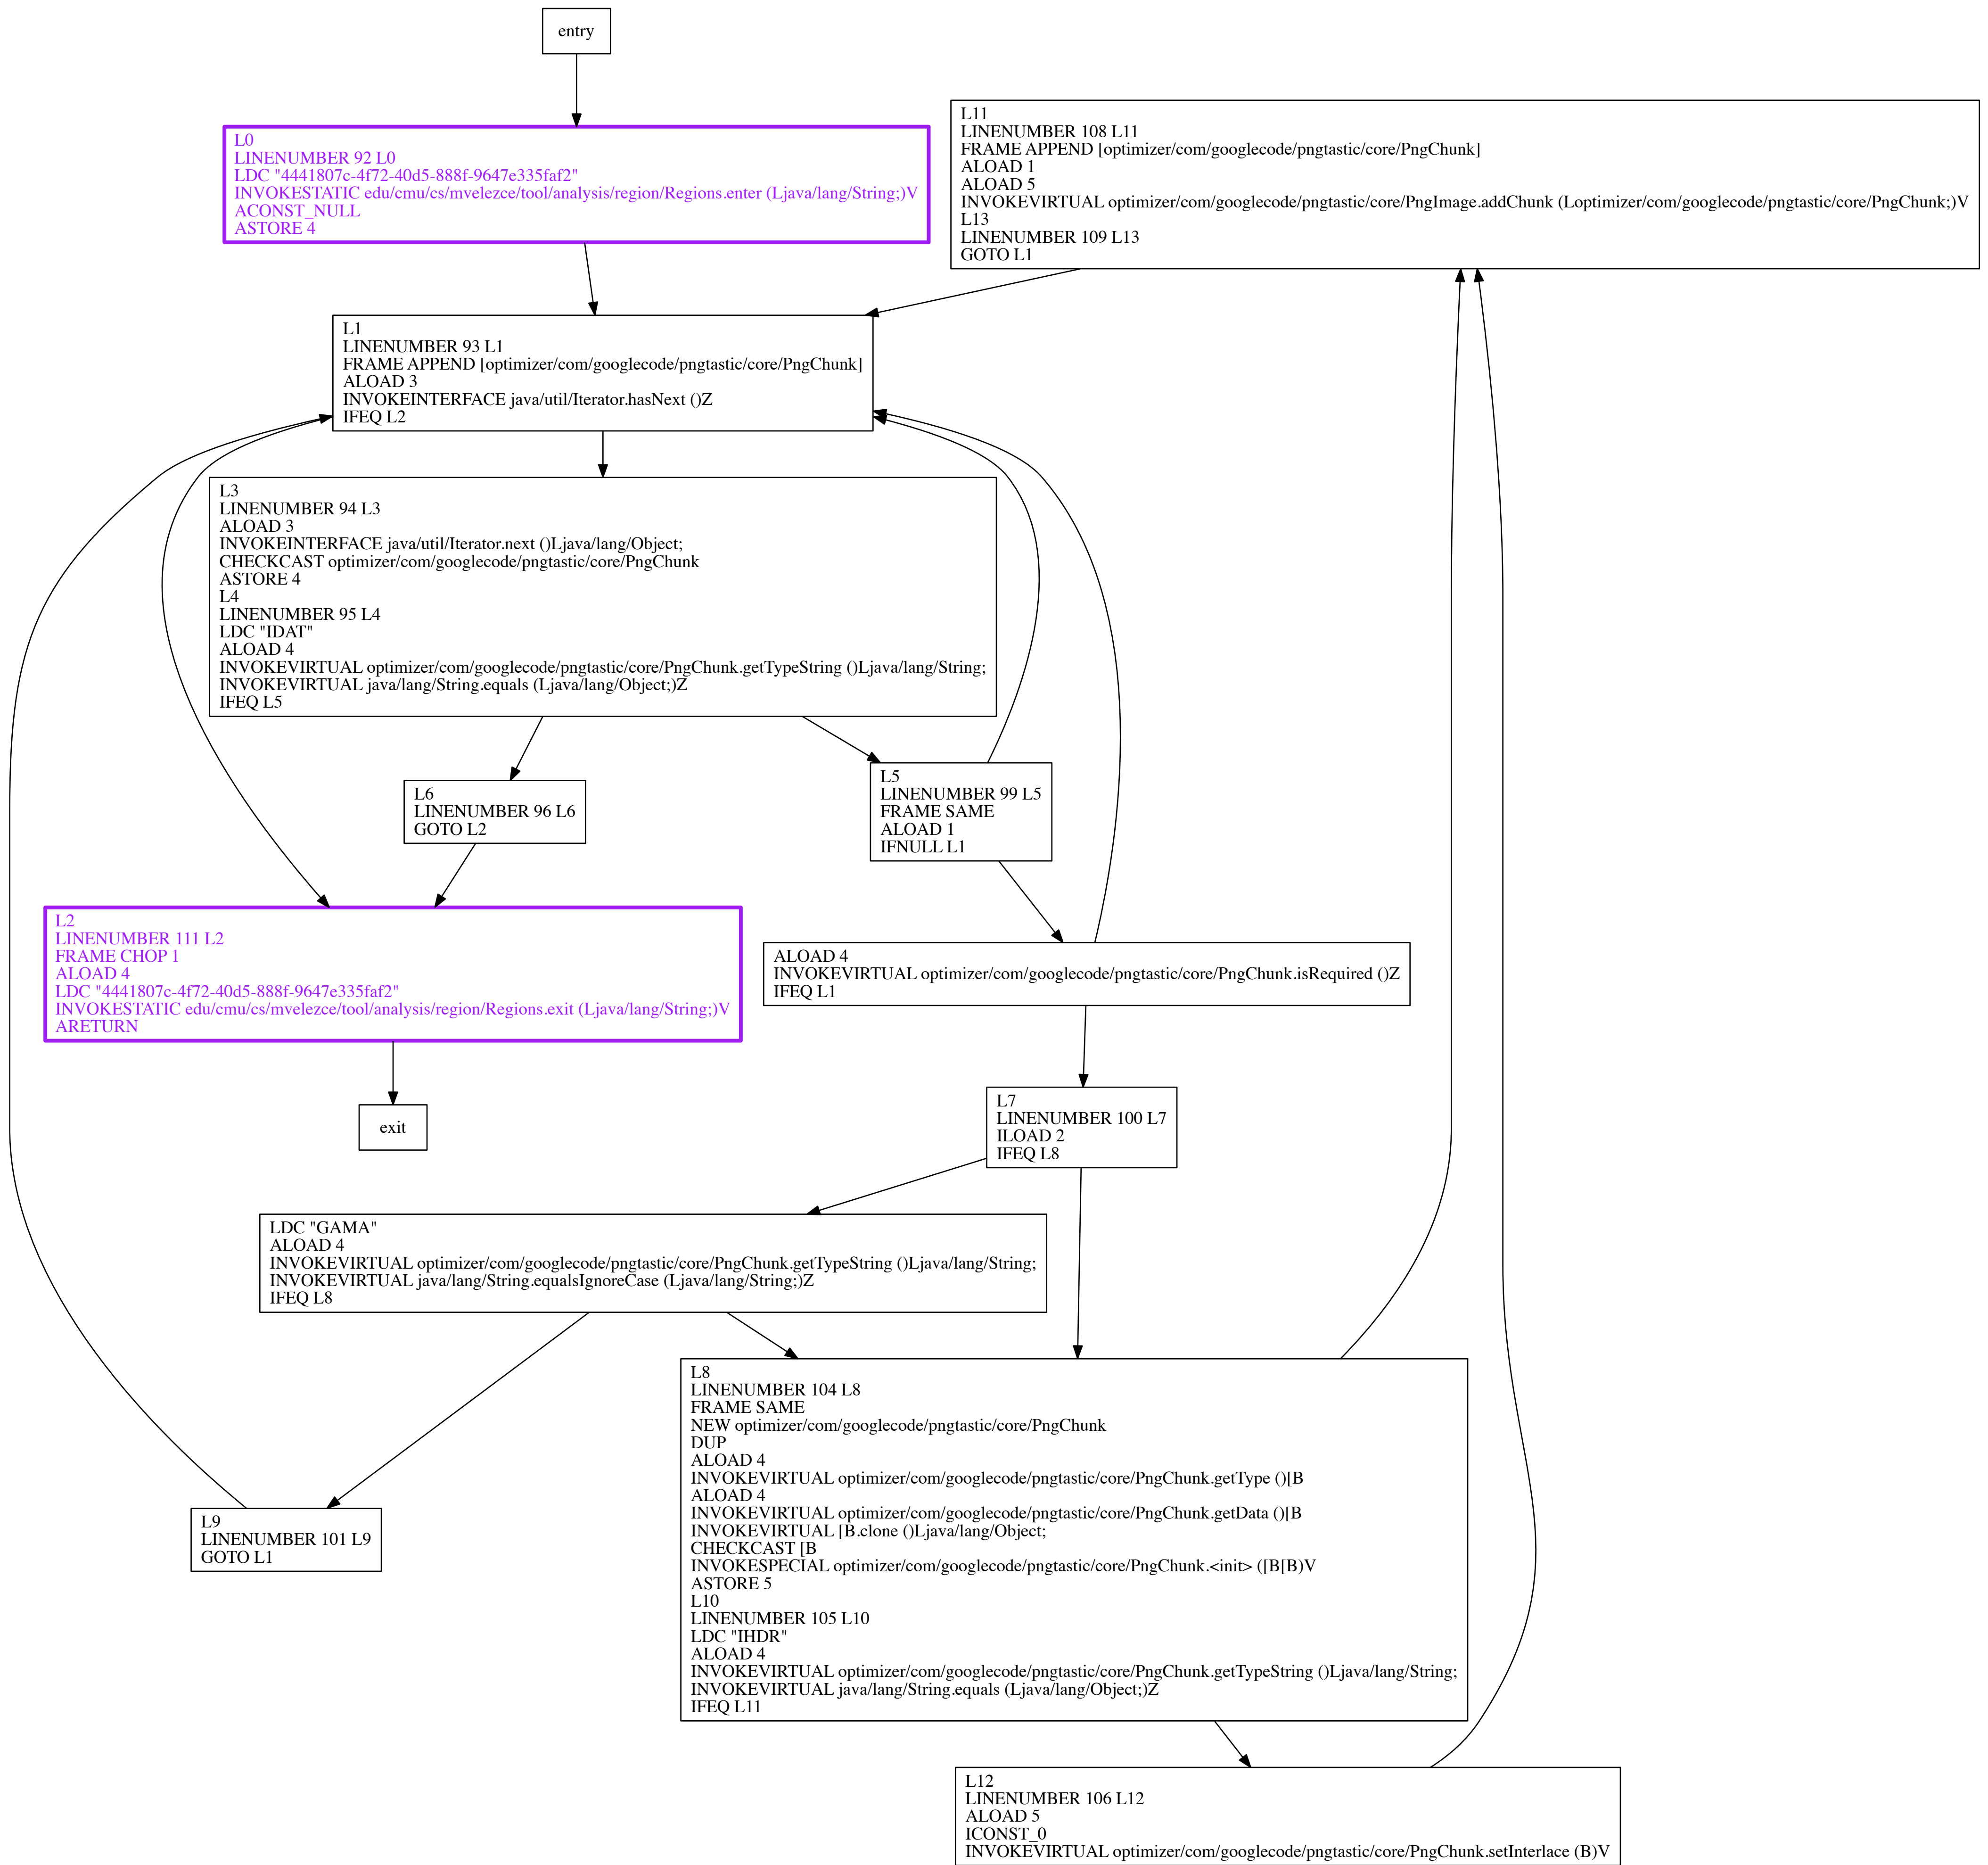 entry
L0
LINENUMBER 92 L0
LDC "4441807c-4f72-40d5-888f-9647e335faf2"
INVOKESTATIC edu/cmu/cs/mvelezce/tool/analysis/region/Regions.enter (Ljava/lang/String;)V
ACONST_NULL
ASTORE 4
L11
LINENUMBER 108 L11
FRAME APPEND [optimizer/com/googlecode/pngtastic/core/PngChunk]
ALOAD 1
ALOAD 5
INVOKEVIRTUAL optimizer/com/googlecode/pngtastic/core/PngImage.addChunk (Loptimizer/com/googlecode/pngtastic/core/PngChunk;)V
L13
LINENUMBER 109 L13
GOTO L1
L1
LINENUMBER 93 L1
FRAME APPEND [optimizer/com/googlecode/pngtastic/core/PngChunk]
ALOAD 3
INVOKEINTERFACE java/util/Iterator.hasNext ()Z
IFEQ L2
L3
LINENUMBER 94 L3
ALOAD 3
INVOKEINTERFACE java/util/Iterator.next ()Ljava/lang/Object;
CHECKCAST optimizer/com/googlecode/pngtastic/core/PngChunk
ASTORE 4
L4
LINENUMBER 95 L4
LDC "IDAT"
ALOAD 4
INVOKEVIRTUAL optimizer/com/googlecode/pngtastic/core/PngChunk.getTypeString ()Ljava/lang/String;
INVOKEVIRTUAL java/lang/String.equals (Ljava/lang/Object;)Z
IFEQ L5
L6
LINENUMBER 96 L6
GOTO L2
L5
LINENUMBER 99 L5
FRAME SAME
ALOAD 1
IFNULL L1
L2
LINENUMBER 111 L2
FRAME CHOP 1
ALOAD 4
LDC "4441807c-4f72-40d5-888f-9647e335faf2"
INVOKESTATIC edu/cmu/cs/mvelezce/tool/analysis/region/Regions.exit (Ljava/lang/String;)V
ARETURN
ALOAD 4
INVOKEVIRTUAL optimizer/com/googlecode/pngtastic/core/PngChunk.isRequired ()Z
IFEQ L1
exit
L7
LINENUMBER 100 L7
ILOAD 2
IFEQ L8
LDC "GAMA"
ALOAD 4
INVOKEVIRTUAL optimizer/com/googlecode/pngtastic/core/PngChunk.getTypeString ()Ljava/lang/String;
INVOKEVIRTUAL java/lang/String.equalsIgnoreCase (Ljava/lang/String;)Z
IFEQ L8
L8
LINENUMBER 104 L8
FRAME SAME
NEW optimizer/com/googlecode/pngtastic/core/PngChunk
DUP
ALOAD 4
INVOKEVIRTUAL optimizer/com/googlecode/pngtastic/core/PngChunk.getType ()[B
ALOAD 4
INVOKEVIRTUAL optimizer/com/googlecode/pngtastic/core/PngChunk.getData ()[B
INVOKEVIRTUAL [B.clone ()Ljava/lang/Object;
CHECKCAST [B
INVOKESPECIAL optimizer/com/googlecode/pngtastic/core/PngChunk.<init> ([B[B)V
ASTORE 5
L10
LINENUMBER 105 L10
LDC "IHDR"
ALOAD 4
INVOKEVIRTUAL optimizer/com/googlecode/pngtastic/core/PngChunk.getTypeString ()Ljava/lang/String;
INVOKEVIRTUAL java/lang/String.equals (Ljava/lang/Object;)Z
IFEQ L11
L9
LINENUMBER 101 L9
GOTO L1
L12
LINENUMBER 106 L12
ALOAD 5
ICONST_0
INVOKEVIRTUAL optimizer/com/googlecode/pngtastic/core/PngChunk.setInterlace (B)V